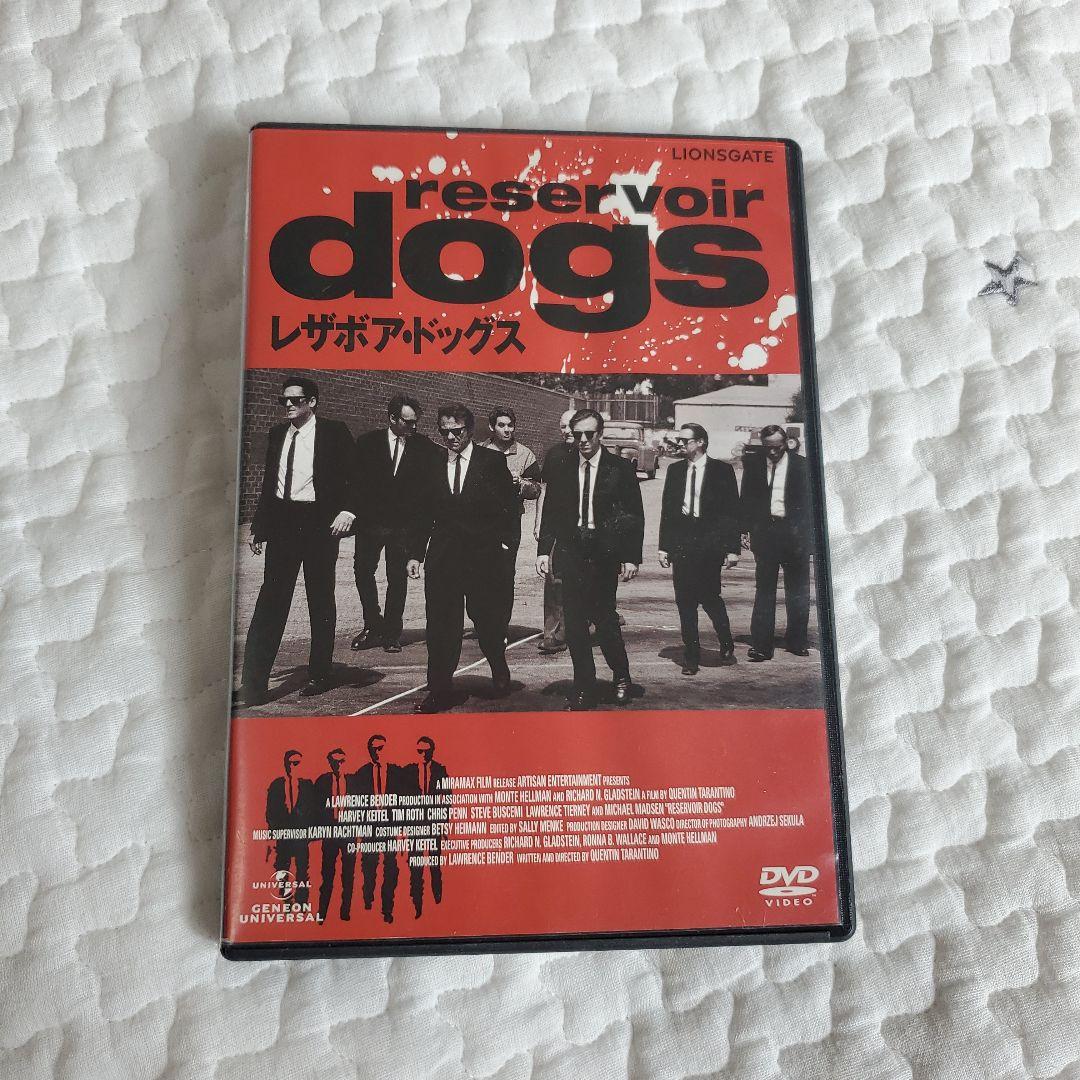 LIONSGATE
reservoir
dogs
レザボア・ドッグス
A MIRAMAX FILM RELEASE ARTISAN ENTERTAINMENT PRESENTS
A LAWRENCE BENDER PRODUCTION IN ASSOCIATION WITH MONTE HELLMAN AND RICHARD N. GLADSTEIN A FILM BY QUENTIN TARANTINO
HARVEY KEITEL TIM ROTH CHRIS PENN STEVE BUSCEMI LAWRENCE TIERNEY AND MICHAEL MADSEN "RESERVOIR DOGS"
MUSIC SUPERVISOR KARYN RACHTMAN COSTUME DESIGNER BETSY HEIMANN EDITED BY SALLY MENKE PRODUCTION DESIGNER DAVID WASCO DIRECTOR OF PHOTOGRAPHY ANDRZEJ SEKULA
CO-PRODUCER HARVEY KEITEL EXECUTIVE PRODUCERS RICHARD N. GLADSTEIN, RONNA B. WALLACE AND MONTE HELLMAN
PRODUCED BY LAWRENCE BENDER WRITTEN AND DIRECTED BY QUENTIN TARANTINO
UNIVERSAL
GENEON
UNIVERSAL
DVD
VIDEO